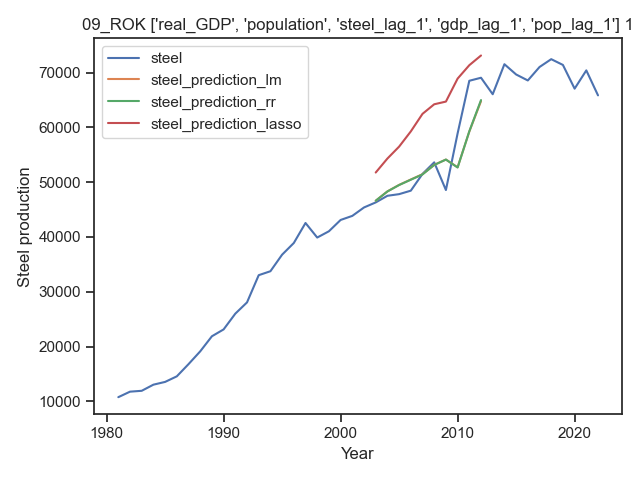 09_ROK ['real_GDP', 'population', 'steel_lag_1', 'gdp_lag_1', 'pop_lag_1'] 1
steel
steel_prediction_lm
steel_prediction_rr
steel_prediction_lasso
70000
60000
50000
40000
30000
20000
10000
Steel production
1980 1990 2000 2010 2020
Year